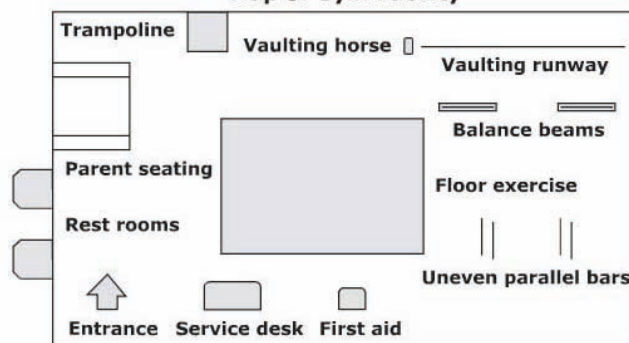 Trampoline
Vaulting horse
Vaulting runway
Balance beams
Parent seating
Floor exercise
Rest rooms
Uneven parallel bars
Entrance
Service desk
First aid